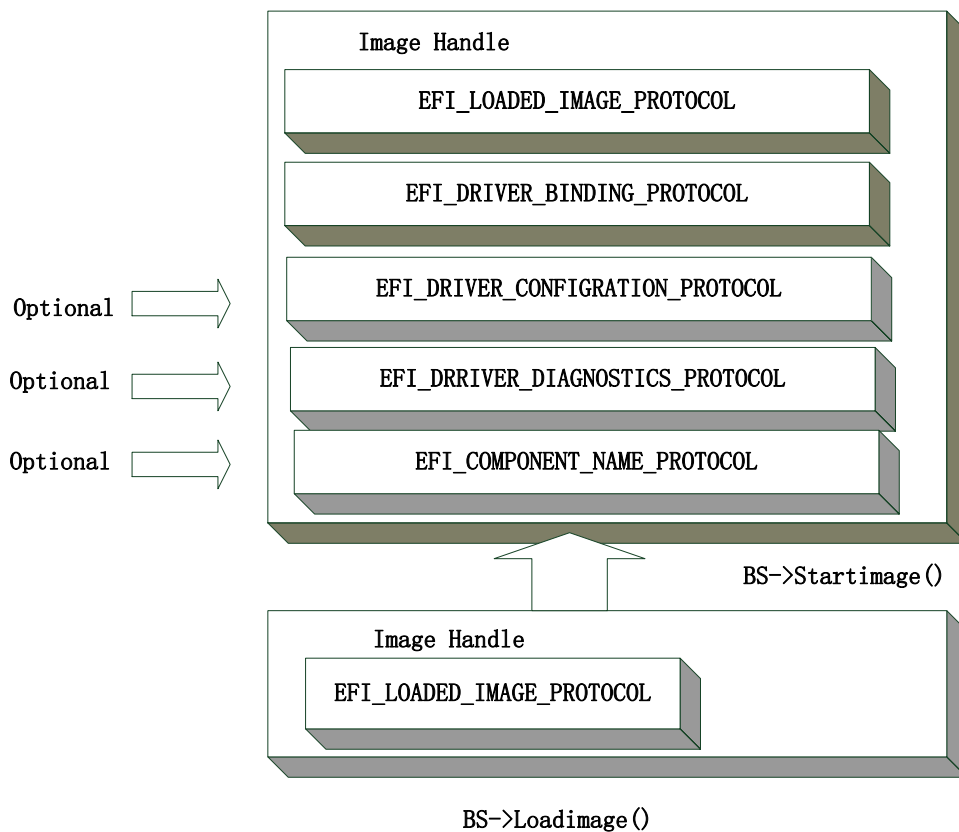 Image Handle
EFI_LOADED_IMAGE_PROTOCOL
EFI_DRIVER_BINDING_PROTOCOL
Optional
EFI_DRIVER_CONFIGRATION_PROTOCOL
Optional
EFI_DRRIVER_DIAGNOSTICS_PROTOCOL
Optional
EFI_COMPONENT_NAME_PROTOCOL
BS->Startimage()
Image Handle
EFI_LOADED_IMAGE_PROTOCOL
BS->Loadimage()